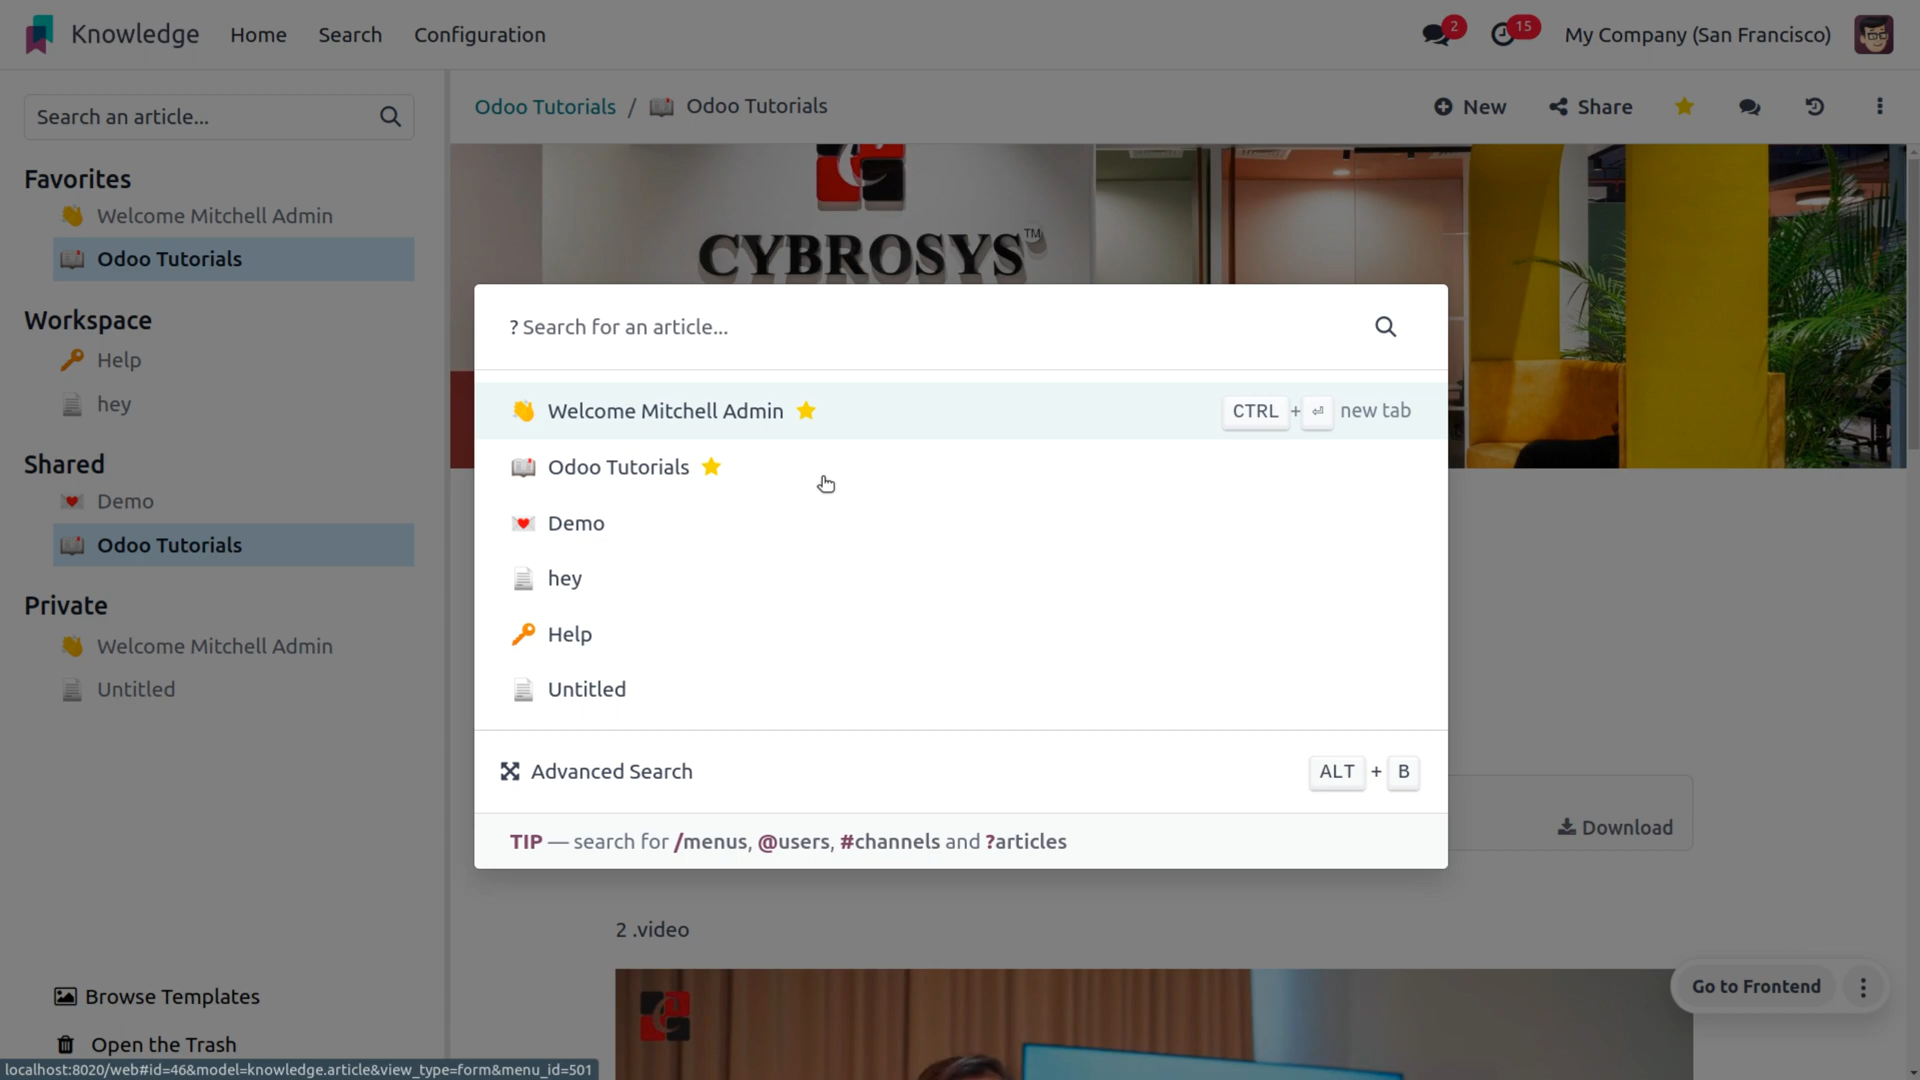 Knowledge Home Search Configuration 2 15 My Company (San Francisco)
Search an article...
Favorites
Welcome Mitchell Admin
Odoo Tutorials
Workspace
Help
hey
Shared
Demo
Odoo Tutorials
Private
Welcome Mitchell Admin
Untitled
Browse Templates
Open the Trash
localhost:8020/web#id=46&model=knowledge.article&view_type=form&menu_id=501
Odoo Tutorials / Odoo Tutorials New Share
CYBROSYS™
? Search for an article...
Welcome Mitchell Admin CTRL + ⏎ new tab
Odoo Tutorials
Demo
hey
Help
Untitled
Advanced Search ALT + B
TIP — search for /menus, @users, #channels and ?articles
Download
2 .video
Go to Frontend